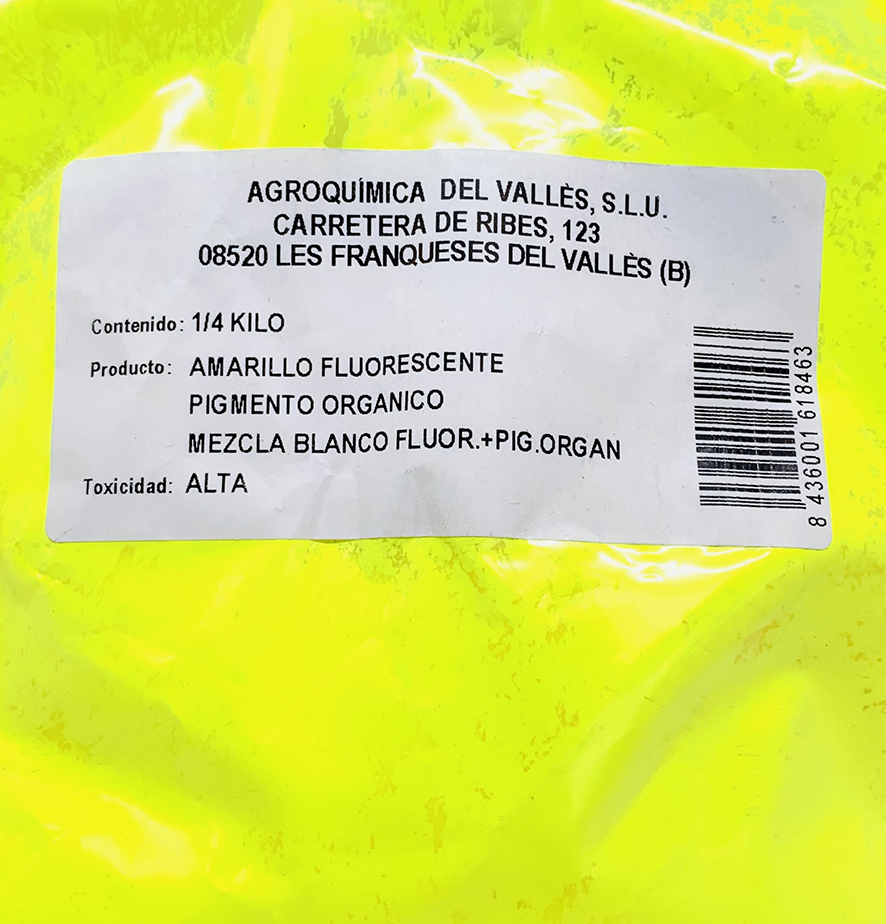 AGROQUÍMICA DEL VALLÈS, S.L.U.
CARRETERA DE RIBES, 123
08520 LES FRANQUESES DEL VALLÈS (B)
Contenido: 1/4 KILO
Producto: AMARILLO FLUORESCENTE
PIGMENTO ORGANICO
MEZCLA BLANCO FLUOR.+PIG.ORGAN
Toxicidad: ALTA
8 436001 618463